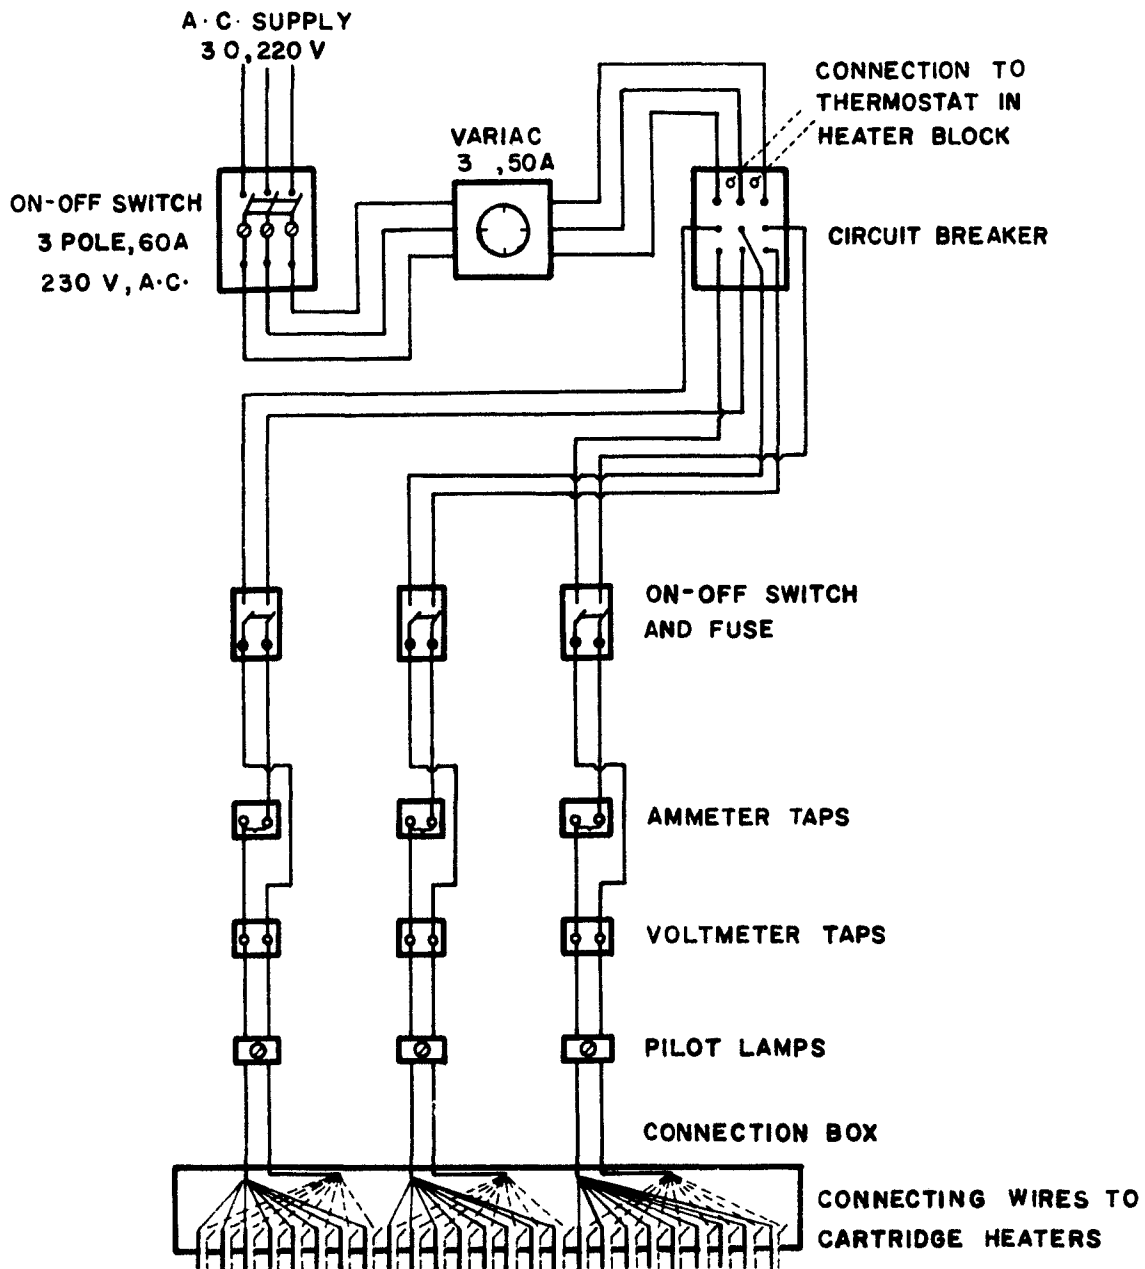 A·C· SUPPLY
3 0, 220 V
VARIAC
3 , 50A
CONNECTION TO
THERMOSTAT IN
HEATER BLOCK
ON-OFF SWITCH
3 POLE, 60A
230 V, A·C·
CIRCUIT BREAKER
ON-OFF SWITCH
AND FUSE
AMMETER TAPS
VOLTMETER TAPS
PILOT LAMPS
CONNECTION BOX
CONNECTING WIRES TO
CARTRIDGE HEATERS